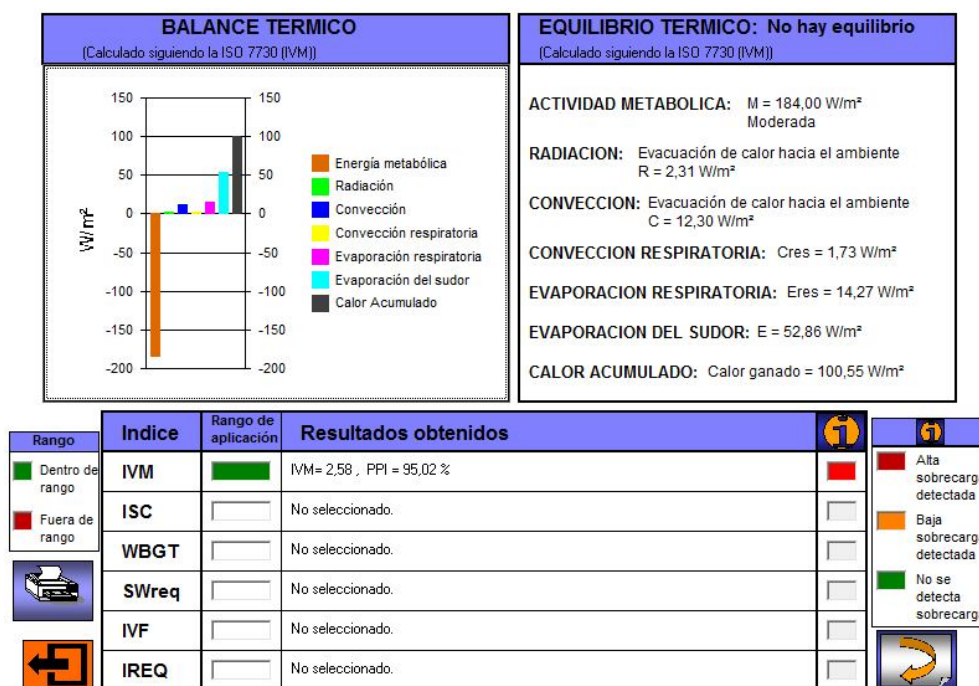 BALANCE TERMICO
(Calculado siguiendo la ISO 7730 (IVM))
150
100
50
0
-50
-100
-150
-200
W/m²
150
100
50
0
-50
-100
-150
-200
Energía metabólica
Radiación
Convección
Convección respiratoria
Evaporación respiratoria
Evaporación del sudor
Calor Acumulado
EQUILIBRIO TERMICO: No hay equilibrio
(Calculado siguiendo la ISO 7730 (IVM))
ACTIVIDAD METABOLICA: M = 184,00 W/m²
Moderada
RADIACION: Evacuación de calor hacia el ambiente
R = 2,31 W/m²
CONVECCION: Evacuación de calor hacia el ambiente
C = 12,30 W/m²
CONVECCION RESPIRATORIA: Cres = 1,73 W/m²
EVAPORACION RESPIRATORIA: Eres = 14,27 W/m²
EVAPORACION DEL SUDOR: E = 52,86 W/m²
CALOR ACUMULADO: Calor ganado = 100,55 W/m²
Rango
Dentro de
rango
Fuera de
rango
Indice
Rango de
aplicación
Resultados obtenidos
IVM
IVM= 2,58 , PPI = 95,02 %
ISC
No seleccionado.
WBGT
No seleccionado.
SWreq
No seleccionado.
IVF
No seleccionado.
IREQ
No seleccionado.
Alta
sobrecarga
detectada
Baja
sobrecarga
detectada
No se
detecta
sobrecarga